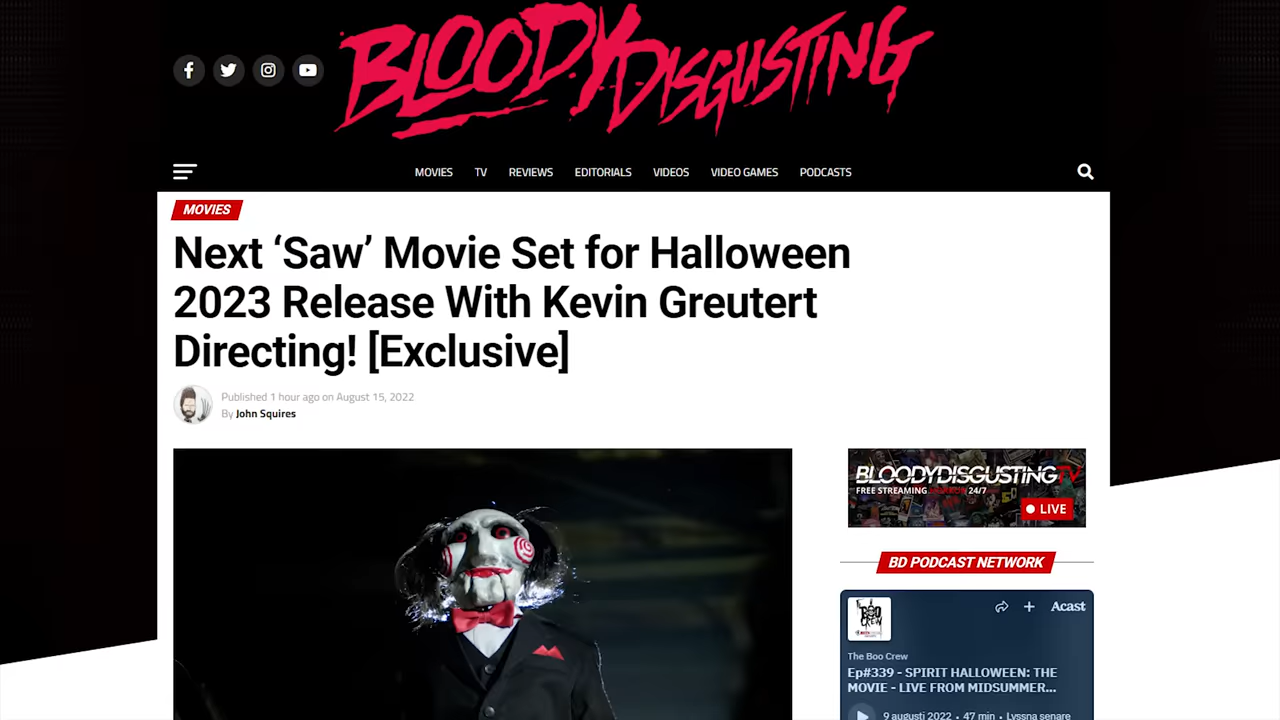 BLOODY DISGUSTING
MOVIES TV REVIEWS EDITORIALS VIDEOS VIDEO GAMES PODCASTS
MOVIES
Next ‘Saw’ Movie Set for Halloween
2023 Release With Kevin Greutert
Directing! [Exclusive]
Published 1 hour ago on August 15, 2022
By John Squires
BLOODYDISGUSTING TV
FREE STREAMING 24/7
LIVE
BD PODCAST NETWORK
THE BOO CREW
Acast
The Boo Crew
Ep#339 - SPIRIT HALLOWEEN: THE
MOVIE - LIVE FROM MIDSUMMER...
9 augusti 2022 • 47 min • Lyssna senare